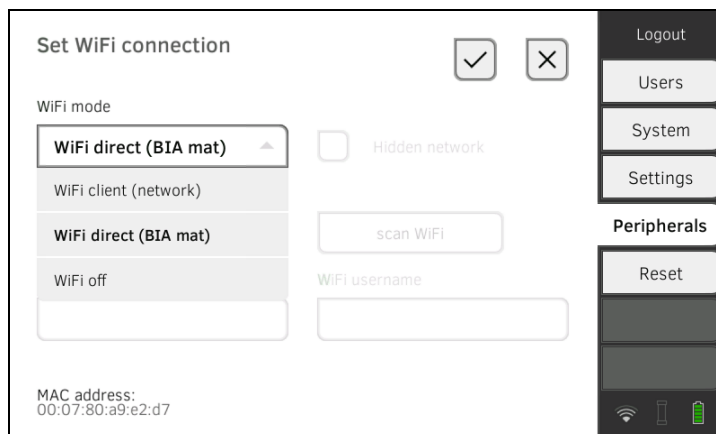 Set WiFi connection
WiFi mode
WiFi direct (BIA mat)
Hidden network
WiFi client (network)
WiFi direct (BIA mat)
scan WiFi
WiFi off
WiFi username
MAC address:
00:07:80:a9:e2:d7
Logout
Users
System
Settings
Peripherals
Reset